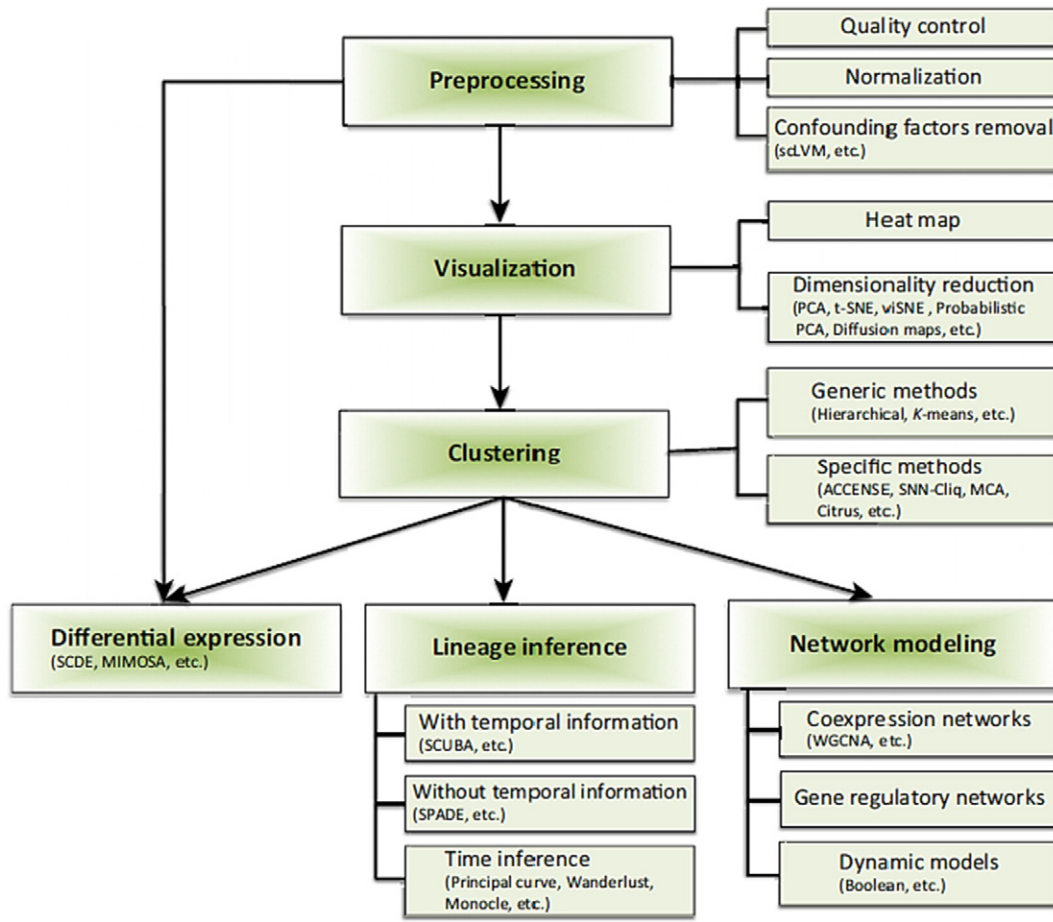 Preprocessing
Quality control
Normalization
Confounding factors removal
(scLVM, etc.)
Visualization
Heat map
Dimensionality reduction
(PCA, t-SNE, viSNE , Probabilistic
PCA, Diffusion maps, etc.)
Clustering
Generic methods
(Hierarchical, K-means, etc.)
Specific methods
(ACCENSE, SNN-Cliq, MCA,
Citrus, etc.)
Differential expression
(SCDE, MIMOSA, etc.)
Lineage inference
With temporal information
(SCUBA, etc.)
Without temporal information
(SPADE, etc.)
Time inference
(Principal curve, Wanderlust,
Monocle, etc.)
Network modeling
Coexpression networks
(WGCNA, etc.)
Gene regulatory networks
Dynamic models
(Boolean, etc.)